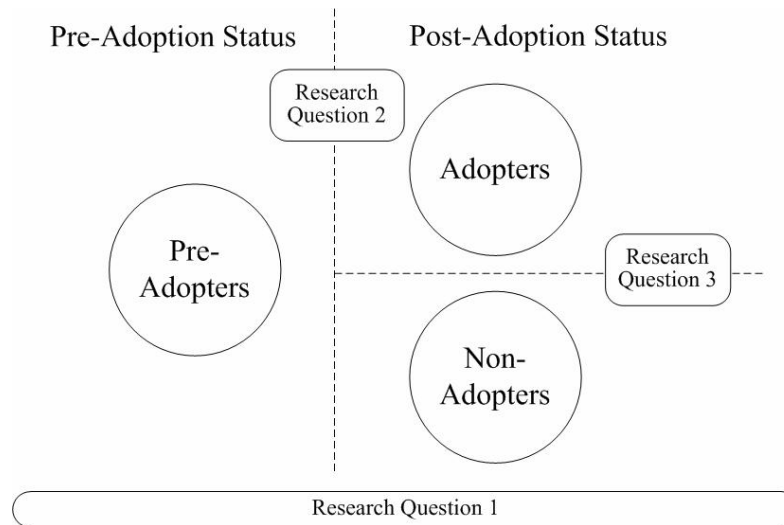 Pre-Adoption Status
Post-Adoption Status
Research
Question 2
Adopters
Pre-
Adopters
Research
Question 3
Non-
Adopters
Research Question 1